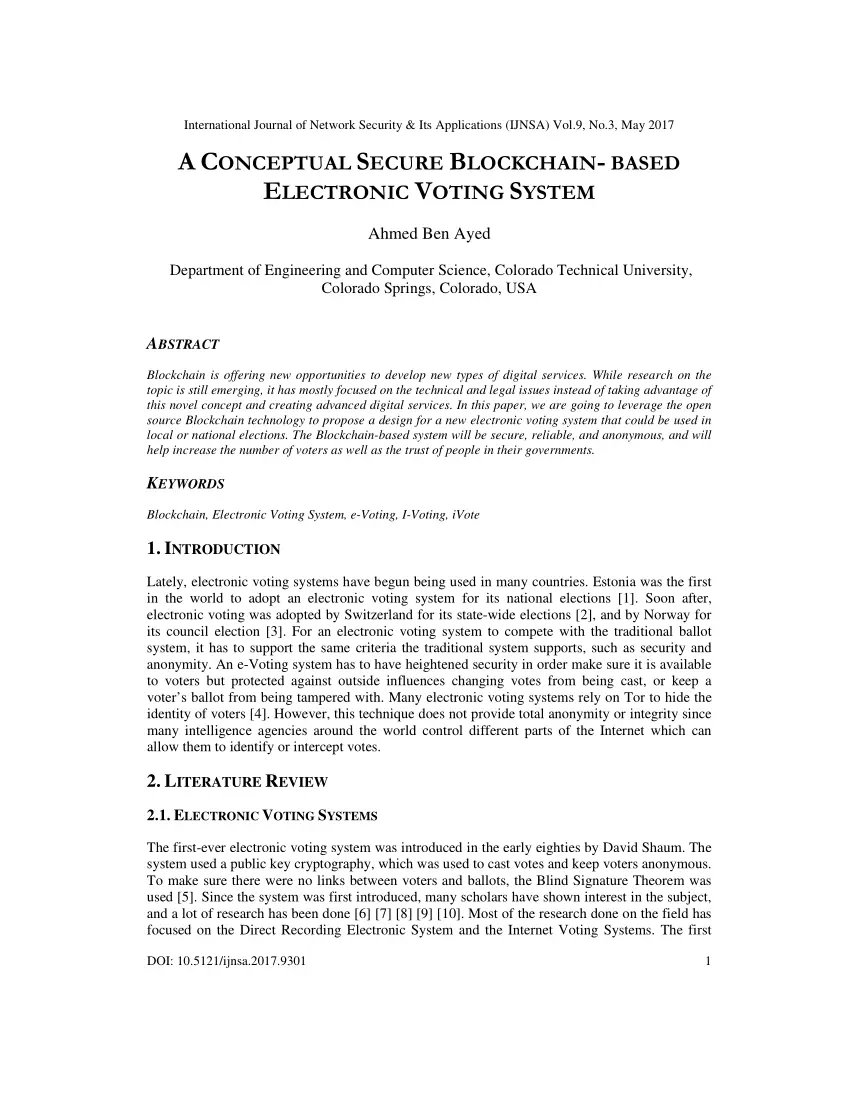 International Journal of Network Security & Its Applications (IJNSA) Vol.9, No.3, May 2017
A CONCEPTUAL SECURE BLOCKCHAIN- BASED
ELECTRONIC VOTING SYSTEM
Ahmed Ben Ayed
Department of Engineering and Computer Science, Colorado Technical University,
Colorado Springs, Colorado, USA
ABSTRACT
Blockchain is offering new opportunities to develop new types of digital services. While research on the
topic is still emerging, it has mostly focused on the technical and legal issues instead of taking advantage of
this novel concept and creating advanced digital services. In this paper, we are going to leverage the open
source Blockchain technology to propose a design for a new electronic voting system that could be used in
local or national elections. The Blockchain-based system will be secure, reliable, and anonymous, and will
help increase the number of voters as well as the trust of people in their governments.
KEYWORDS
Blockchain, Electronic Voting System, e-Voting, I-Voting, iVote
1. INTRODUCTION
Lately, electronic voting systems have begun being used in many countries. Estonia was the first
in the world to adopt an electronic voting system for its national elections [1]. Soon after,
electronic voting was adopted by Switzerland for its state-wide elections [2], and by Norway for
its council election [3]. For an electronic voting system to compete with the traditional ballot
system, it has to support the same criteria the traditional system supports, such as security and
anonymity. An e-Voting system has to have heightened security in order make sure it is available
to voters but protected against outside influences changing votes from being cast, or keep a
voter's ballot from being tampered with. Many electronic voting systems rely on Tor to hide the
identity of voters [4]. However, this technique does not provide total anonymity or integrity since
many intelligence agencies around the world control different parts of the Internet which can
allow them to identify or intercept votes.
2. LITERATURE REVIEW
2.1. ELECTRONIC VOTING SYSTEMS
The first-ever electronic voting system was introduced in the early eighties by David Shaum. The
system used a public key cryptography, which was used to cast votes and keep voters anonymous.
To make sure there were no links between voters and ballots, the Blind Signature Theorem was
used [5]. Since the system was first introduced, many scholars have shown interest in the subject,
and a lot of research has been done [6] [7] [8] [9] [10]. Most of the research done on the field has
focused on the Direct Recording Electronic System and the Internet Voting Systems. The first
DOI: 10.5121/ijnsa.2017.9301 1